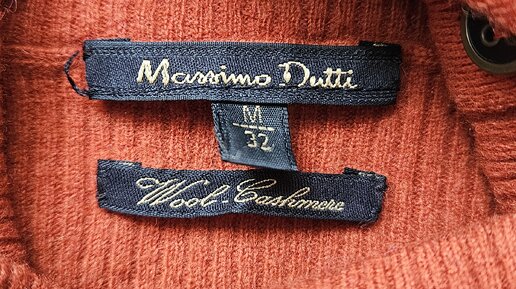 Massimo Dutti
M
32
Wool-Cashmere